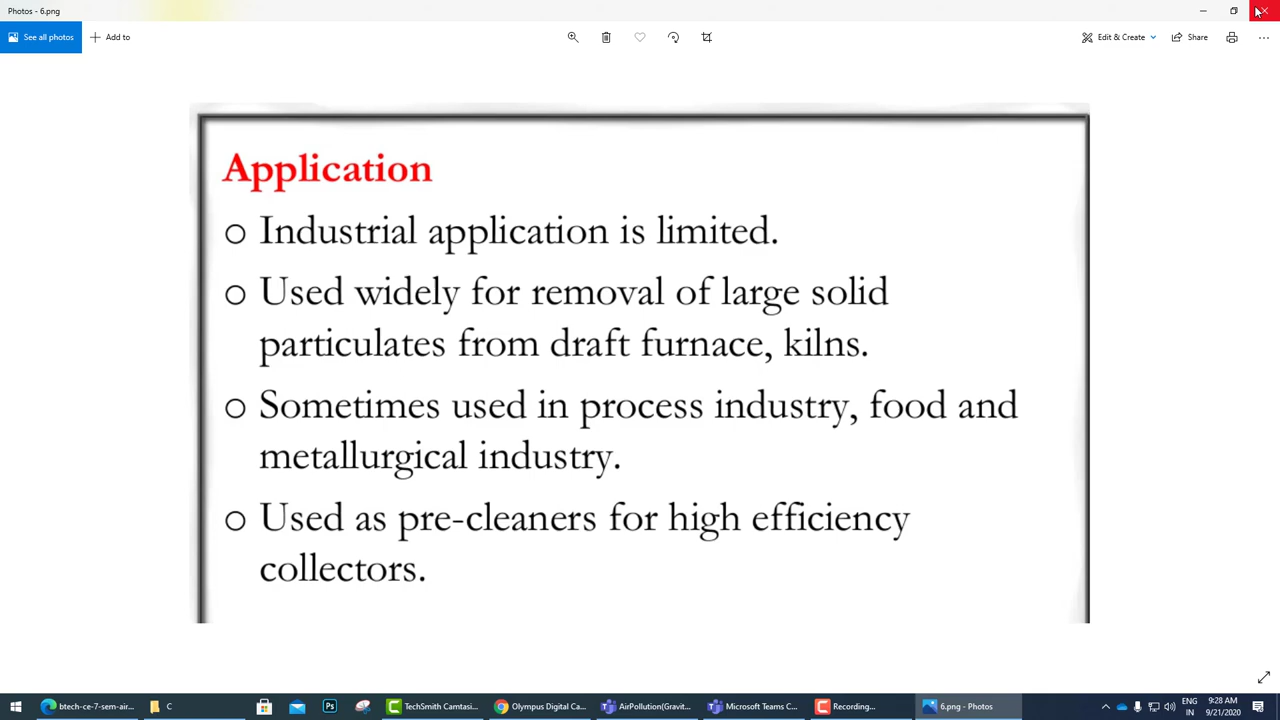 Photos - 6.png
See all photos
Add to
Edit & Create
Share
Application
Industrial application is limited.
Used widely for removal of large solid
particulates from draft furnace, kilns.
Sometimes used in process industry, food and
metallurgical industry.
Used as pre-cleaners for high efficiency
collectors.
btech-ce-7-sem-air...
C
Ps
TechSmith Camtasi...
Olympus Digital Ca...
AirPollution(Gravit...
Microsoft Teams C...
Recording...
6.png - Photos
ENG
IN
9:28 AM
9/21/2020